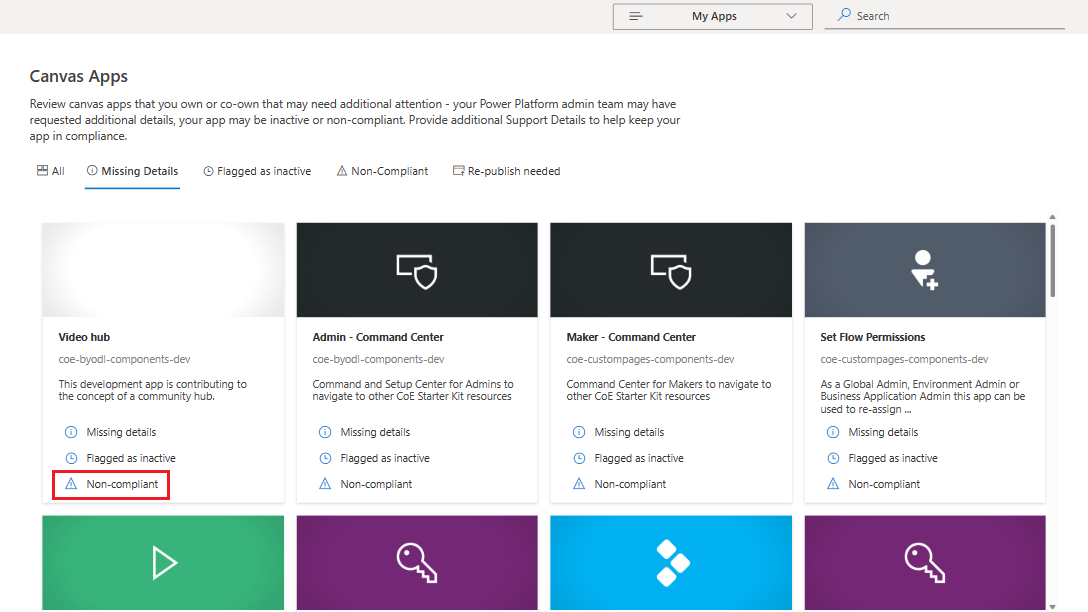 My Apps
Search
Canvas Apps
Review canvas apps that you own or co-own that may need additional attention - your Power Platform admin team may have
requested additional details, your app may be inactive or non-compliant. Provide additional Support Details to help keep your
app in compliance.
All
Missing Details
Flagged as inactive
Non-Compliant
Re-publish needed
Video hub
coe-byodl-components-dev
This development app is contributing to
the concept of a community hub.
Missing details
Flagged as inactive
Non-compliant
Admin - Command Center
coe-byodl-components-dev
Command and Setup Center for Admins to
navigate to other CoE Starter Kit resources
Missing details
Flagged as inactive
Non-compliant
Maker - Command Center
coe-custompages-components-dev
Command Center for Makers to navigate to
other CoE Starter Kit resources
Missing details
Flagged as inactive
Non-compliant
Set Flow Permissions
coe-custompages-components-dev
As a Global Admin, Environment Admin or
Business Application Admin this app can be
used to re-assign ...
Missing details
Flagged as inactive
Non-compliant